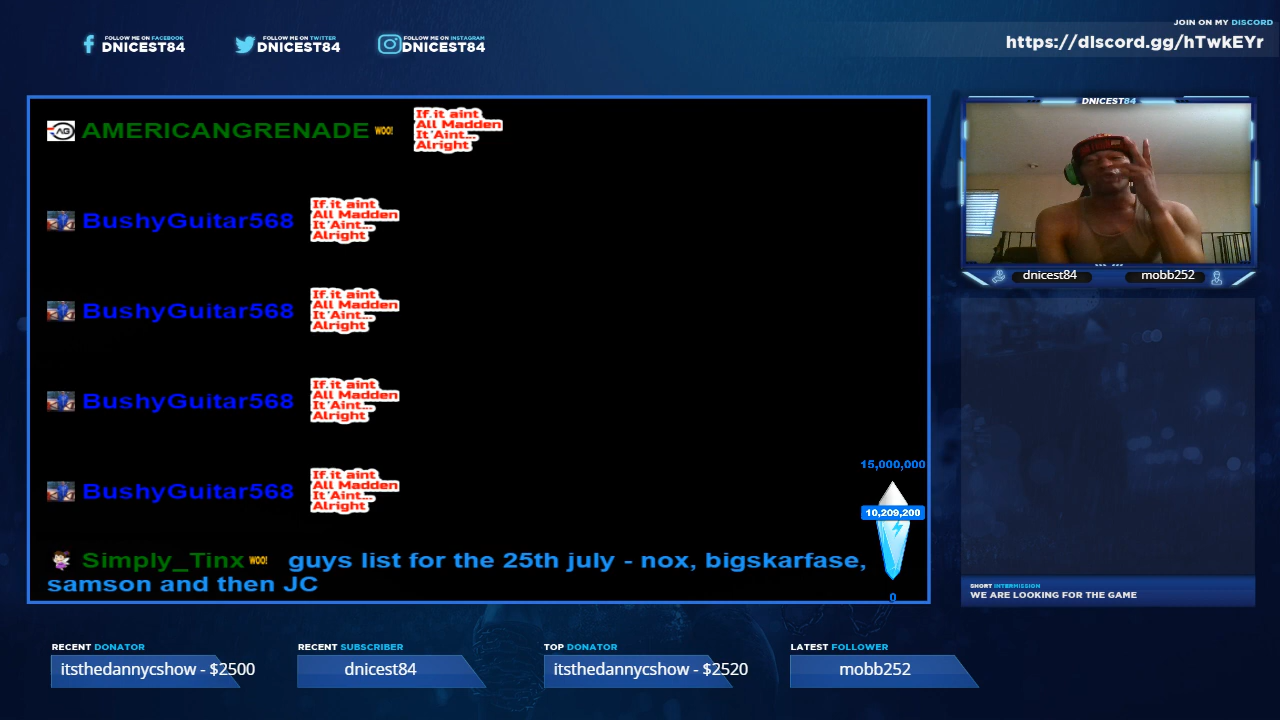 JOIN ON MY DISCORD
FOLLOW ME ON FACEBOOK
DNICEST84
FOLLOW ME ON TWITTER
DNICEST84
FOLLOW ME ON INSTAGRAM
DNICEST84
https://discord.gg/hTwkEYr
AG AMERICANGRENADE WOO!
If it aint
All Madden
It Aint...
Alright
BushyGuitar568
If it aint
All Madden
It Aint...
Alright
BushyGuitar568
If it aint
All Madden
It Aint...
Alright
BushyGuitar568
If it aint
All Madden
It Aint...
Alright
BushyGuitar568
If it aint
All Madden
It Aint...
Alright
Simply_Tinx WOO! guys list for the 25th july - nox, bigskarfase,
samson and then JC
15,000,000
10,209,200
0
DNICEST84
dnicest84
mobb252
SHORT INTERMISSION
WE ARE LOOKING FOR THE GAME
RECENT DONATOR
itsthedannycshow - $2500
RECENT SUBSCRIBER
dnicest84
TOP DONATOR
itsthedannycshow - $2520
LATEST FOLLOWER
mobb252